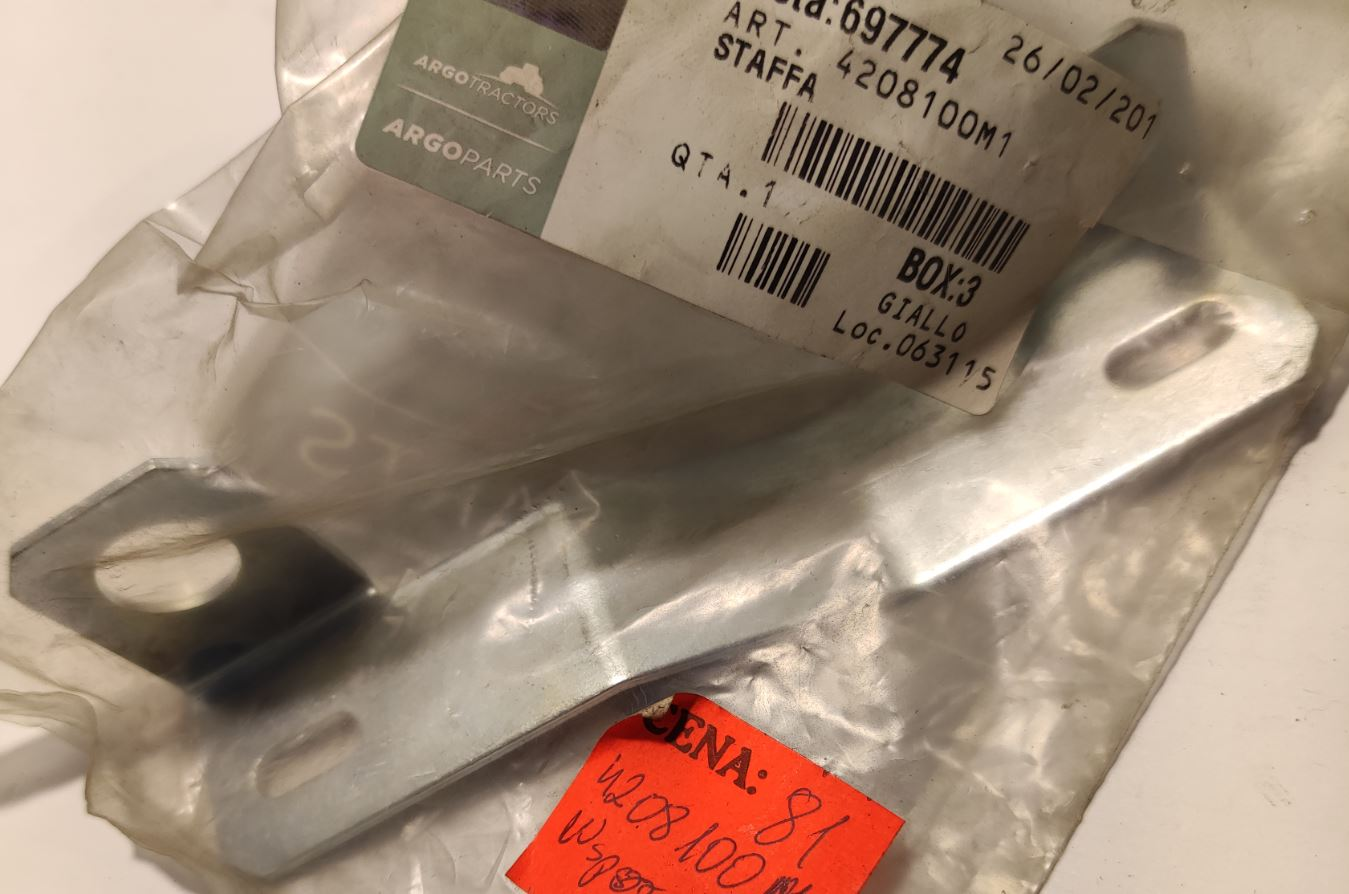 ARGOTRACTORS
ARGOPARTS
sta:697774
26/02/201
ART. 4208100M1
STAFFA
QTA.1
BOX:3
GIALLO
Loc.063115
CENA:
81
4208100